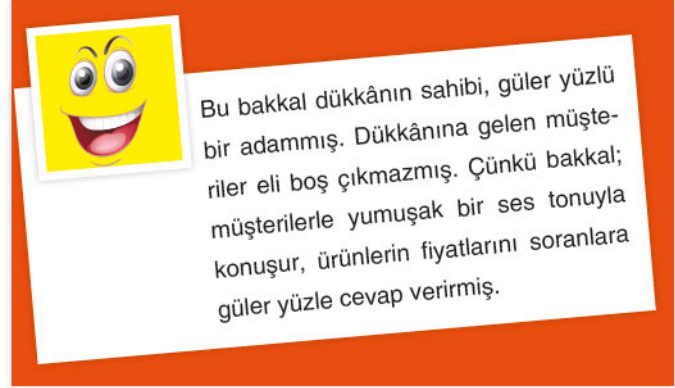 Bu bakkal dükkânın sahibi, güler yüzlü
bir adammış. Dükkânına gelen müşte-
riler eli boş çıkmazmış. Çünkü bakkal;
müşterilerle yumuşak bir ses tonuyla
konuşur, ürünlerin fiyatlarını soranlara
güler yüzle cevap verirmiş.